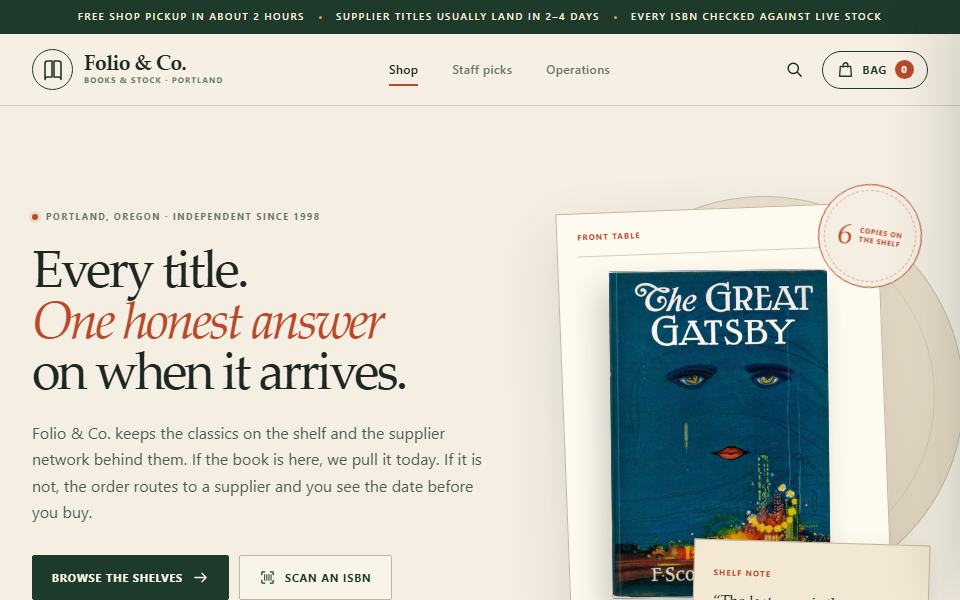 FREE SHOP PICKUP IN ABOUT 2 HOURS • SUPPLIER TITLES USUALLY LAND IN 2–4 DAYS • EVERY ISBN CHECKED AGAINST LIVE STOCK
Folio & Co.
BOOKS & STOCK · PORTLAND
Shop
Staff picks
Operations
BAG 0
PORTLAND, OREGON · INDEPENDENT SINCE 1998
Every title.
One honest answer
on when it arrives.
Folio & Co. keeps the classics on the shelf and the supplier
network behind them. If the book is here, we pull it today. If it is
not, the order routes to a supplier and you see the date before
you buy.
BROWSE THE SHELVES →
SCAN AN ISBN
FRONT TABLE
6 COPIES ON
THE SHELF
The GREAT
GATSBY
F·Sco
SHELF NOTE